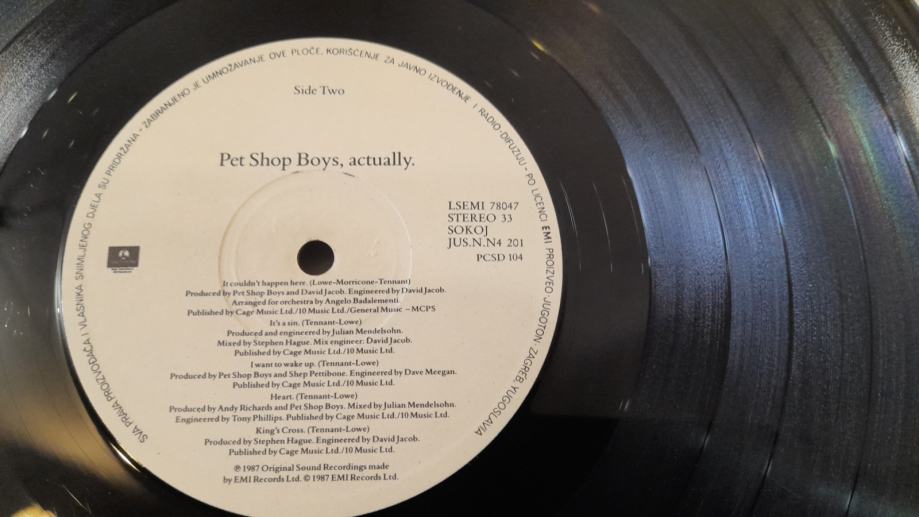 SVA PRAVA PROIZVOĐAČA I VLASNIKA SNIMLJENOG DJELA SU PRIDRŽANA - ZABRANJENO JE UMNOŽAVANJE OVE PLOČE, KORIŠĆENJE ZA JAVNO IZVOĐENJE I RADIO-DIFUZIJU - PO LICENCI EMI PROIZVEO: JUGOTON - ZAGREB, YUGOSLAVIA
Side Two
Pet Shop Boys, actually.
LSEMI 78047
STEREO 33
SOKOJ
JUS.N.N4 201
PCSD 104
It couldn't happen here. (Lowe–Morricone–Tennant)
Produced by Pet Shop Boys and David Jacob. Engineered by David Jacob.
Arranged for orchestra by Angelo Badalementi.
Published by Cage Music Ltd./10 Music Ltd./General Music – MCPS
It's a sin. (Tennant–Lowe)
Produced and engineered by Julian Mendelsohn.
Mixed by Stephen Hague. Mix engineer: David Jacob.
Published by Cage Music Ltd./10 Music Ltd.
I want to wake up. (Tennant–Lowe)
Produced by Pet Shop Boys and Shep Pettibone. Engineered by Dave Meegan.
Published by Cage Music Ltd./10 Music Ltd.
Heart. (Tennant–Lowe)
Produced by Andy Richards and Pet Shop Boys. Mixed by Julian Mendelsohn.
Engineered by Tony Phillips. Published by Cage Music Ltd./10 Music Ltd.
King's Cross. (Tennant–Lowe)
Produced by Stephen Hague. Engineered by David Jacob.
Published by Cage Music Ltd./10 Music Ltd.
℗ 1987 Original Sound Recordings made
by EMI Records Ltd. © 1987 EMI Records Ltd.